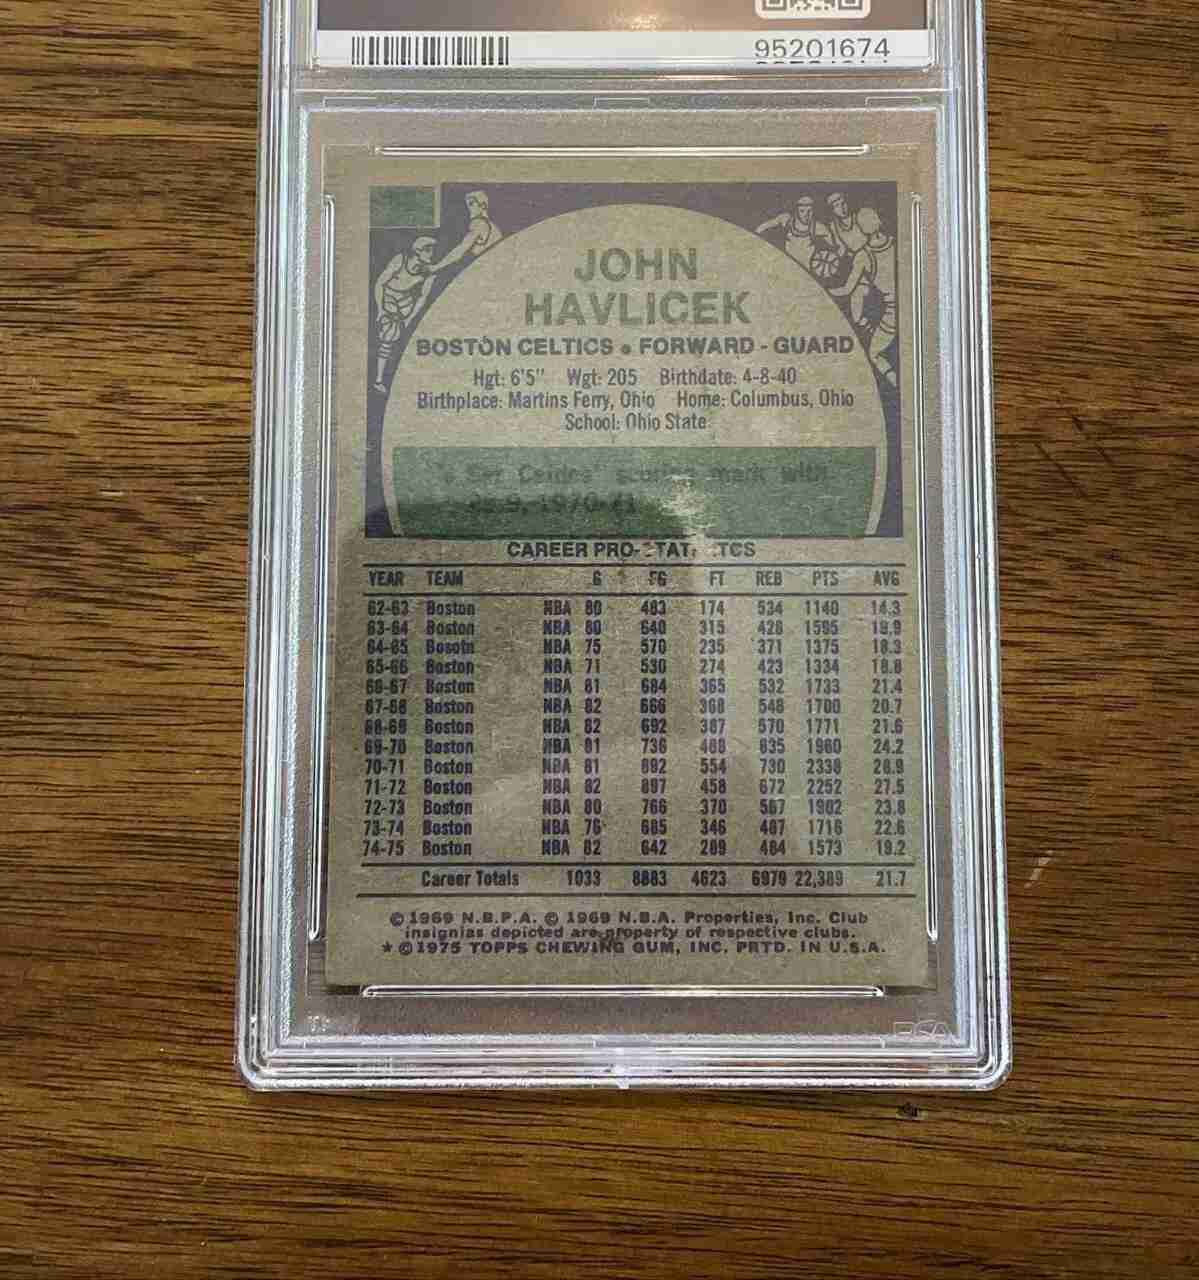 95201674
JOHN
HAVLICEK
BOSTON CELTICS • FORWARD - GUARD
Hgt: 6'5" Wgt: 205 Birthdate: 4-8-40
Birthplace: Martins Ferry, Ohio Home: Columbus, Ohio
School: Ohio State
Set Celtics' scoring mark with
28.9, 1970-71
CAREER PRO-STATISTCS
YEAR TEAM G FG FT REB PTS AVG
62-63 Boston NBA 80 483 174 534 1140 14.3
63-64 Boston NBA 80 640 315 428 1595 19.9
64-65 Bosotn NBA 75 570 235 371 1375 18.3
65-66 Boston NBA 71 530 274 423 1334 18.8
66-67 Boston NBA 81 684 365 532 1733 21.4
67-68 Boston NBA 82 666 368 546 1700 20.7
68-69 Boston NBA 82 692 387 570 1771 21.6
69-70 Boston NBA 81 736 488 635 1960 24.2
70-71 Boston NBA 81 892 554 730 2338 28.9
71-72 Boston NBA 82 897 458 672 2252 27.5
72-73 Boston NBA 80 766 370 567 1902 23.8
73-74 Boston NBA 76 685 346 487 1716 22.6
74-75 Boston NBA 82 642 289 484 1573 19.2
Career Totals 1033 8883 4623 6979 22,389 21.7
© 1969 N.B.P.A. © 1969 N.B.A. Properties, Inc. Club
insignias depicted are property of respective clubs.
★ © 1975 TOPPS CHEWING GUM, INC. PRTD. IN U.S.A.
PSA